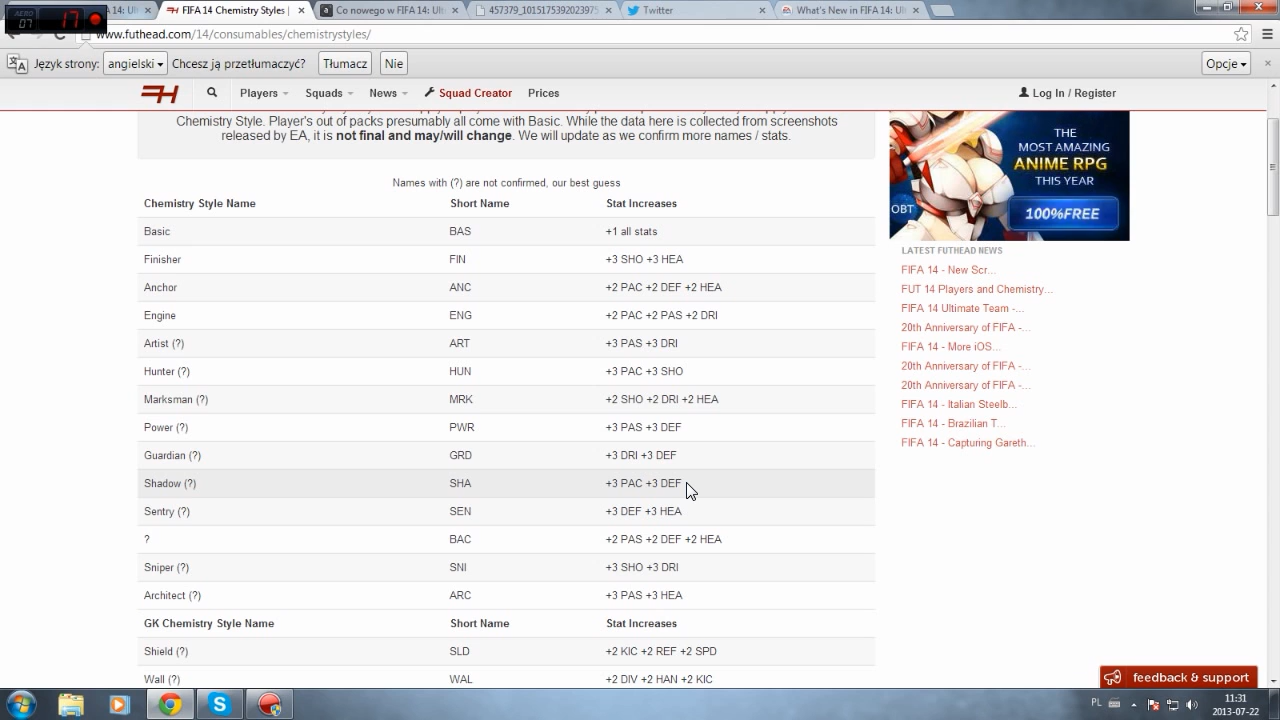 AERO
07 17
FIFA 14 Chemistry Styles |
Co nowego w FIFA 14: Ul
457379_1015175392023975
Twitter
What's New in FIFA 14: U
www.futhead.com/14/consumables/chemistrystyles/
Język strony: angielski Chcesz ją przetłumaczyć? Tłumacz Nie Opcje
Players Squads News Squad Creator Prices Log In / Register
Chemistry Style. Player's out of packs presumably all come with Basic. While the data here is collected from screenshots
released by EA, it is not final and may/will change. We will update as we confirm more names / stats.
Names with (?) are not confirmed, our best guess
Chemistry Style Name Short Name Stat Increases
Basic BAS +1 all stats
Finisher FIN +3 SHO +3 HEA
Anchor ANC +2 PAC +2 DEF +2 HEA
Engine ENG +2 PAC +2 PAS +2 DRI
Artist (?) ART +3 PAS +3 DRI
Hunter (?) HUN +3 PAC +3 SHO
Marksman (?) MRK +2 SHO +2 DRI +2 HEA
Power (?) PWR +3 PAS +3 DEF
Guardian (?) GRD +3 DRI +3 DEF
Shadow (?) SHA +3 PAC +3 DEF
Sentry (?) SEN +3 DEF +3 HEA
? BAC +2 PAS +2 DEF +2 HEA
Sniper (?) SNI +3 SHO +3 DRI
Architect (?) ARC +3 PAS +3 HEA
GK Chemistry Style Name Short Name Stat Increases
Shield (?) SLD +2 KIC +2 REF +2 SPD
Wall (?) WAL +2 DIV +2 HAN +2 KIC
THE
MOST AMAZING
ANIME RPG
THIS YEAR
OBT
100%FREE
LATEST FUTHEAD NEWS
FIFA 14 - New Scr...
FUT 14 Players and Chemistry...
FIFA 14 Ultimate Team -...
20th Anniversary of FIFA -...
FIFA 14 - More iOS...
20th Anniversary of FIFA -...
20th Anniversary of FIFA -...
FIFA 14 - Italian Steelb...
FIFA 14 - Brazilian T...
FIFA 14 - Capturing Gareth...
feedback & support
PL
11:31
2013-07-22